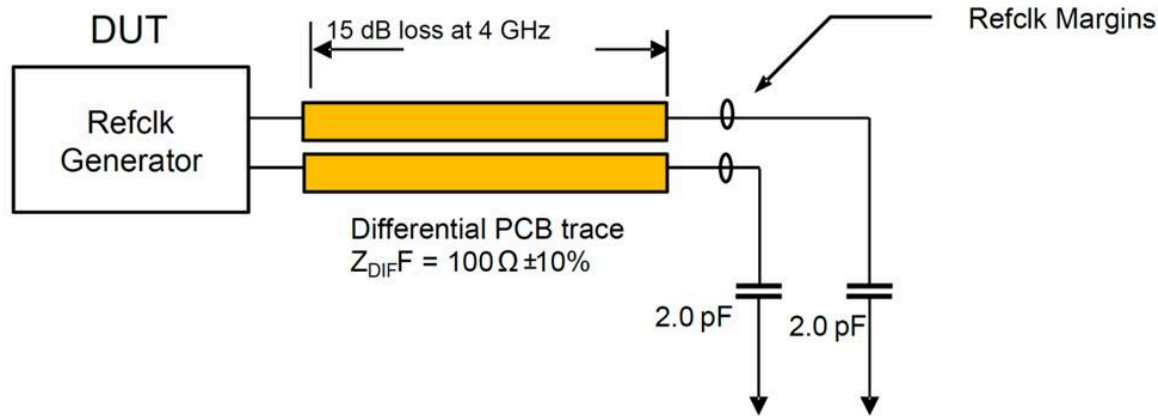 DUT
15 dB loss at 4 GHz
Refclk Margins
Refclk
Generator
Differential PCB trace
Z_DIFF = 100 Ω ±10%
2.0 pF
2.0 pF